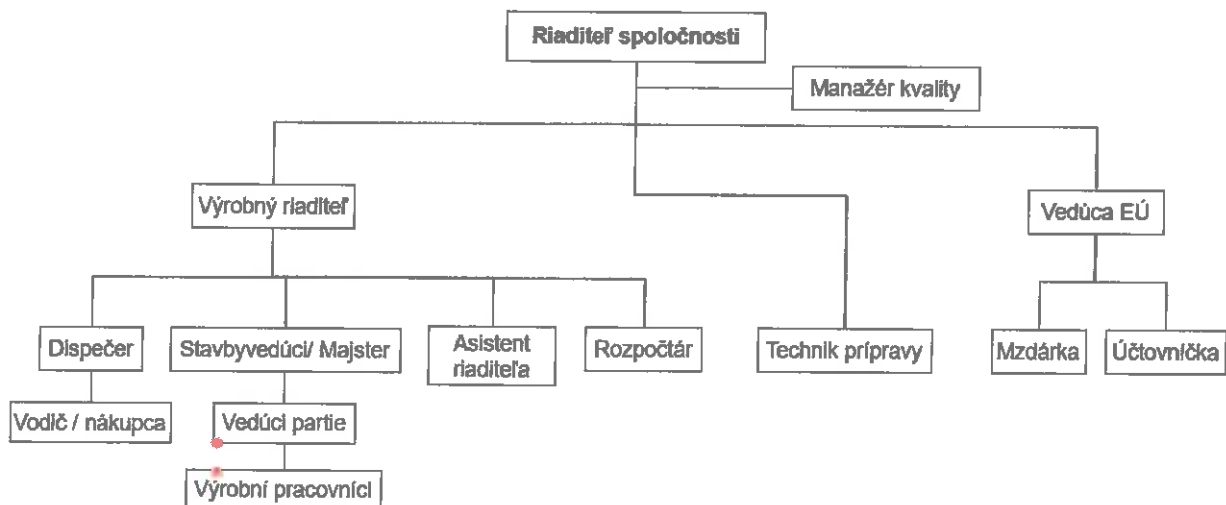 Riaditeľ spoločnosti
Manažér kvality
Výrobný riaditeľ
Vedúca EÚ
Dispečer
Stavbyvedúci/ Majster
Asistent
riaditeľa
Rozpočtár
Technik prípravy
Mzdárka
Účtovníčka
Vodič / nákupca
Vedúci partie
Výrobní pracovníci